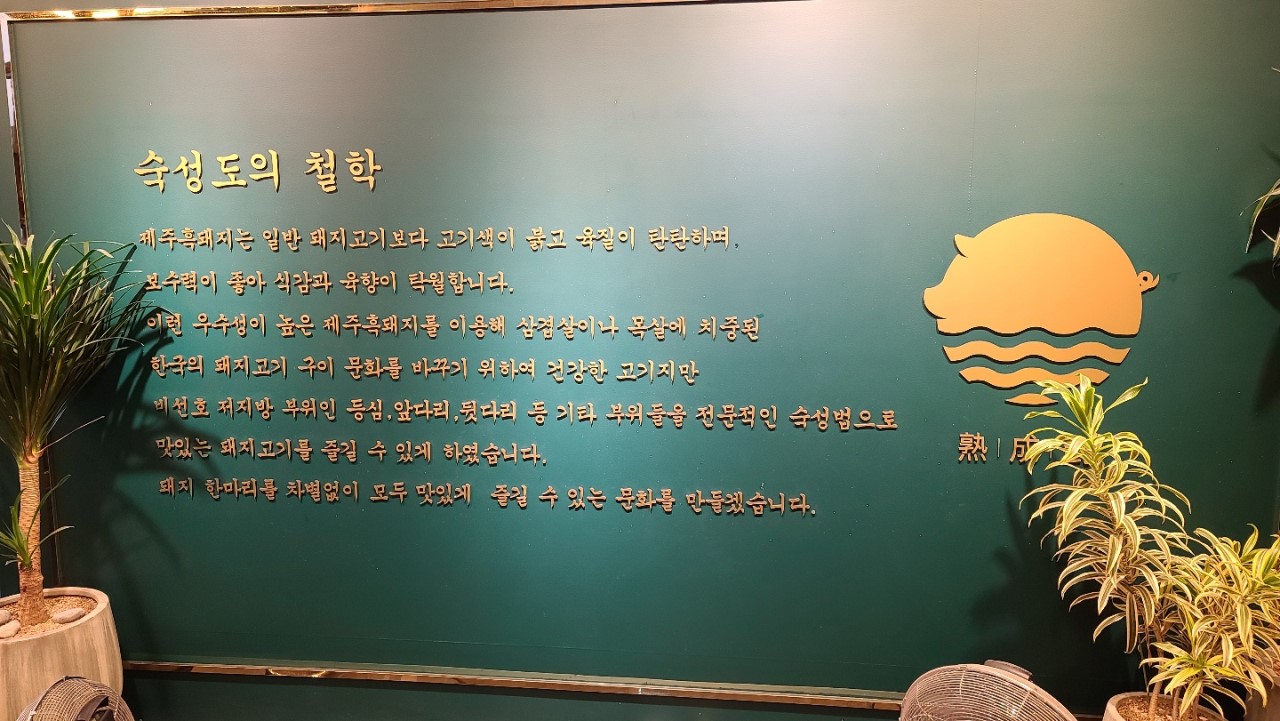 숙성도의 철학
제주흑돼지는 일반 돼지고기보다 고기색이 붉고 육질이 탄탄하며,
보수력이 좋아 식감과 육향이 탁월합니다.
이런 우수성이 높은 제주흑돼지를 이용해 삼겹살이나 목살에 치중된
한국의 돼지고기 구이 문화를 바꾸기 위하여 건강한 고기지만
비선호 저지방 부위인 등심,앞다리,뒷다리 등 기타 부위들을 전문적인 숙성법으로
맛있는 돼지고기를 즐길 수 있게 하였습니다.
돼지 한마리를 차별없이 모두 맛있게 즐길 수 있는 문화를 만들겠습니다.
熟|成